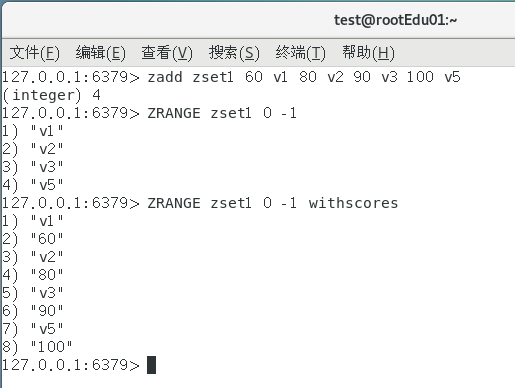 test@rootEdu01:~
文件(F) 编辑(E) 查看(V) 搜索(S) 终端(T) 帮助(H)
127.0.0.1:6379> zadd zset1 60 v1 80 v2 90 v3 100 v5
(integer) 4
127.0.0.1:6379> ZRANGE zset1 0 -1
1) "v1"
2) "v2"
3) "v3"
4) "v5"
127.0.0.1:6379> ZRANGE zset1 0 -1 withscores
1) "v1"
2) "60"
3) "v2"
4) "80"
5) "v3"
6) "90"
7) "v5"
8) "100"
127.0.0.1:6379>